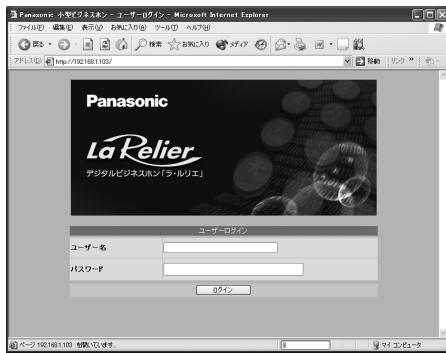 Panasonic 小型ビジネスホン - ユーザーログイン - Microsoft Internet Explorer
ファイル(F) 編集(E) 表示(V) お気に入り(A) ツール(T) ヘルプ(H)
戻る 検索 お気に入り メディア
アドレス(D) http://192.168.1.103/ 移動 リンク »
Panasonic
La Relier
デジタルビジネスホン「ラ・ルリエ」
ユーザーログイン
ユーザー名
パスワード
ログイン
ページ 192.168.1.103 を開いています. マイ コンピュータ